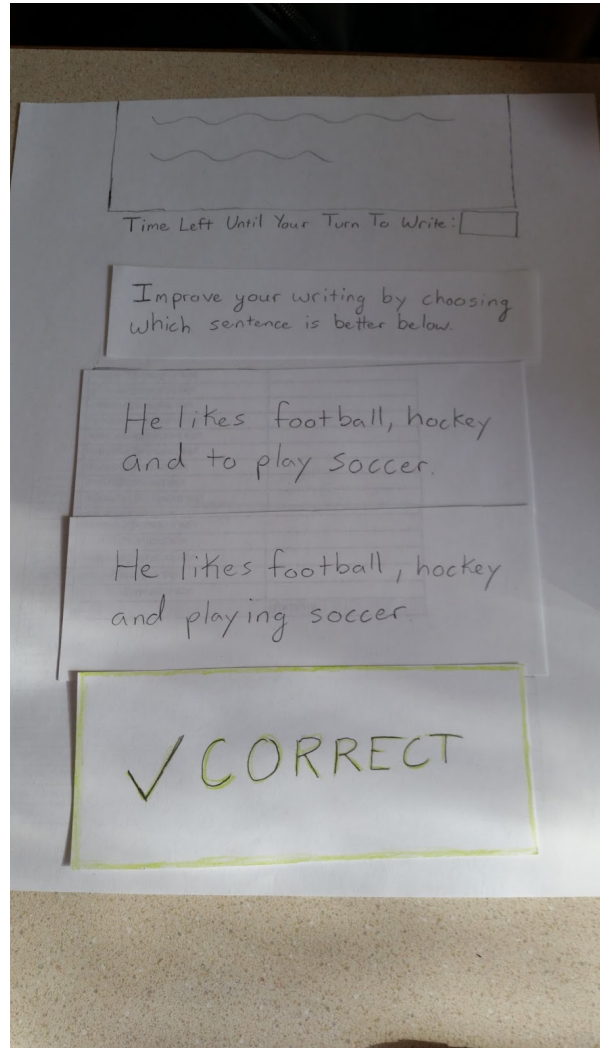 Time Left Until Your Turn To Write:
Improve your writing by choosing
which sentence is better below.
He likes football, hockey
and to play soccer.
He likes football, hockey
and playing soccer.
✓ CORRECT